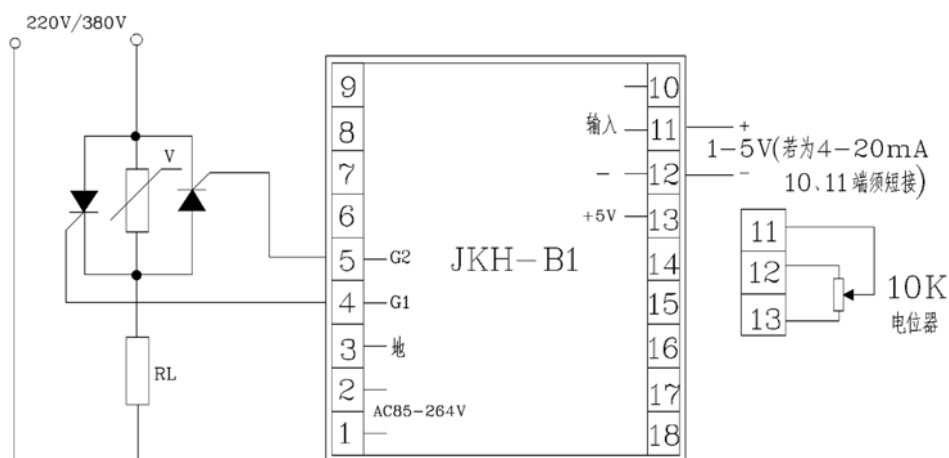 220V/380V
V
RL
9
8
7
6
5 G2
4 G1
3 地
2
AC85-264V
1
JKH-B1
10
输入 11
- 12
+5V 13
14
15
16
17
18
+
1-5V(若为4-20mA
- 10、11端须短接)
11
12
13
10K
电位器